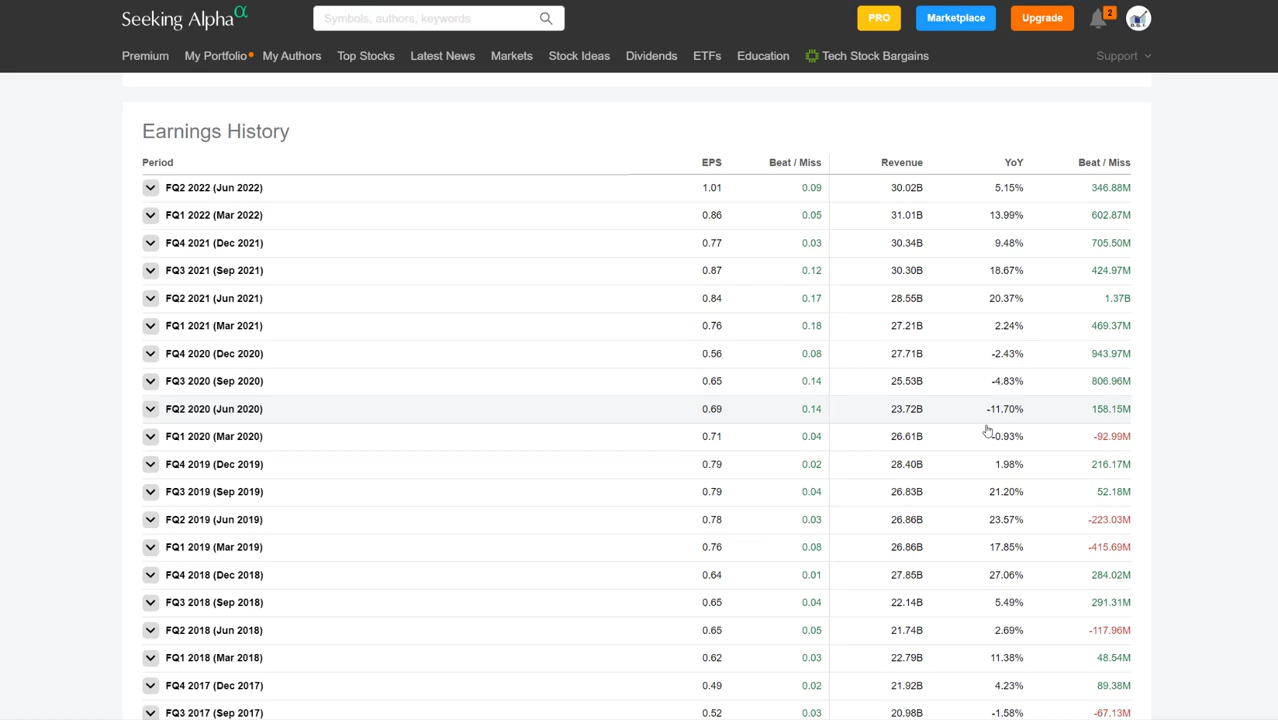 Seeking Alpha α
Symbols, authors, keywords
PRO
Marketplace
Upgrade
2
Premium My Portfolio My Authors Top Stocks Latest News Markets Stock Ideas Dividends ETFs Education Tech Stock Bargains Support
Earnings History
Period EPS Beat / Miss Revenue YoY Beat / Miss
FQ2 2022 (Jun 2022) 1.01 0.09 30.02B 5.15% 346.88M
FQ1 2022 (Mar 2022) 0.86 0.05 31.01B 13.99% 602.87M
FQ4 2021 (Dec 2021) 0.77 0.03 30.34B 9.48% 705.50M
FQ3 2021 (Sep 2021) 0.87 0.12 30.30B 18.67% 424.97M
FQ2 2021 (Jun 2021) 0.84 0.17 28.55B 20.37% 1.37B
FQ1 2021 (Mar 2021) 0.76 0.18 27.21B 2.24% 469.37M
FQ4 2020 (Dec 2020) 0.56 0.08 27.71B -2.43% 943.97M
FQ3 2020 (Sep 2020) 0.65 0.14 25.53B -4.83% 806.96M
FQ2 2020 (Jun 2020) 0.69 0.14 23.72B -11.70% 158.15M
FQ1 2020 (Mar 2020) 0.71 0.04 26.61B -0.93% -92.99M
FQ4 2019 (Dec 2019) 0.79 0.02 28.40B 1.98% 216.17M
FQ3 2019 (Sep 2019) 0.79 0.04 26.83B 21.20% 52.18M
FQ2 2019 (Jun 2019) 0.78 0.03 26.86B 23.57% -223.03M
FQ1 2019 (Mar 2019) 0.76 0.08 26.86B 17.85% -415.69M
FQ4 2018 (Dec 2018) 0.64 0.01 27.85B 27.06% 284.02M
FQ3 2018 (Sep 2018) 0.65 0.04 22.14B 5.49% 291.31M
FQ2 2018 (Jun 2018) 0.65 0.05 21.74B 2.69% -117.96M
FQ1 2018 (Mar 2018) 0.62 0.03 22.79B 11.38% 48.54M
FQ4 2017 (Dec 2017) 0.49 0.02 21.92B 4.23% 89.38M
FQ3 2017 (Sep 2017) 0.52 0.03 20.98B -1.58% -67.13M